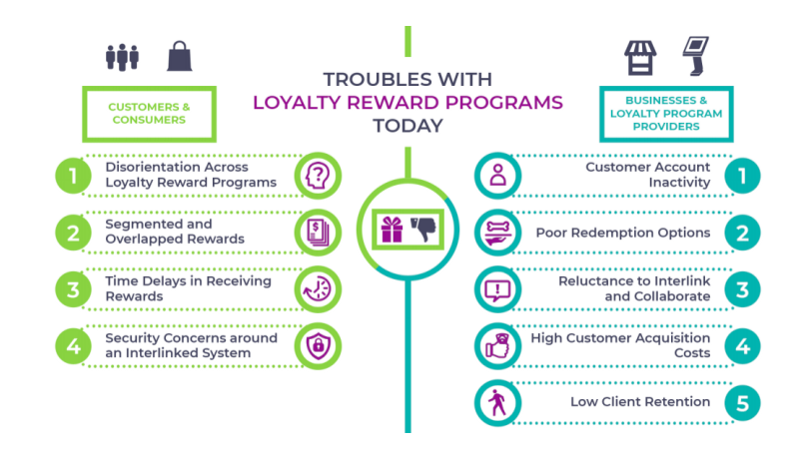 TROUBLES WITH
LOYALTY REWARD PROGRAMS
TODAY
CUSTOMERS &
CONSUMERS
1
Disorientation Across
Loyalty Reward Programs
?
2
Segmented and
Overlapped Rewards
$
3
Time Delays in Receiving
Rewards
4
Security Concerns around
an Interlinked System
BUSINESSES &
LOYALTY PROGRAM
PROVIDERS
Customer Account
Inactivity
1
Poor Redemption Options
2
!
Reluctance to Interlink
and Collaborate
3
High Customer Acquisition
Costs
4
Low Client Retention
5